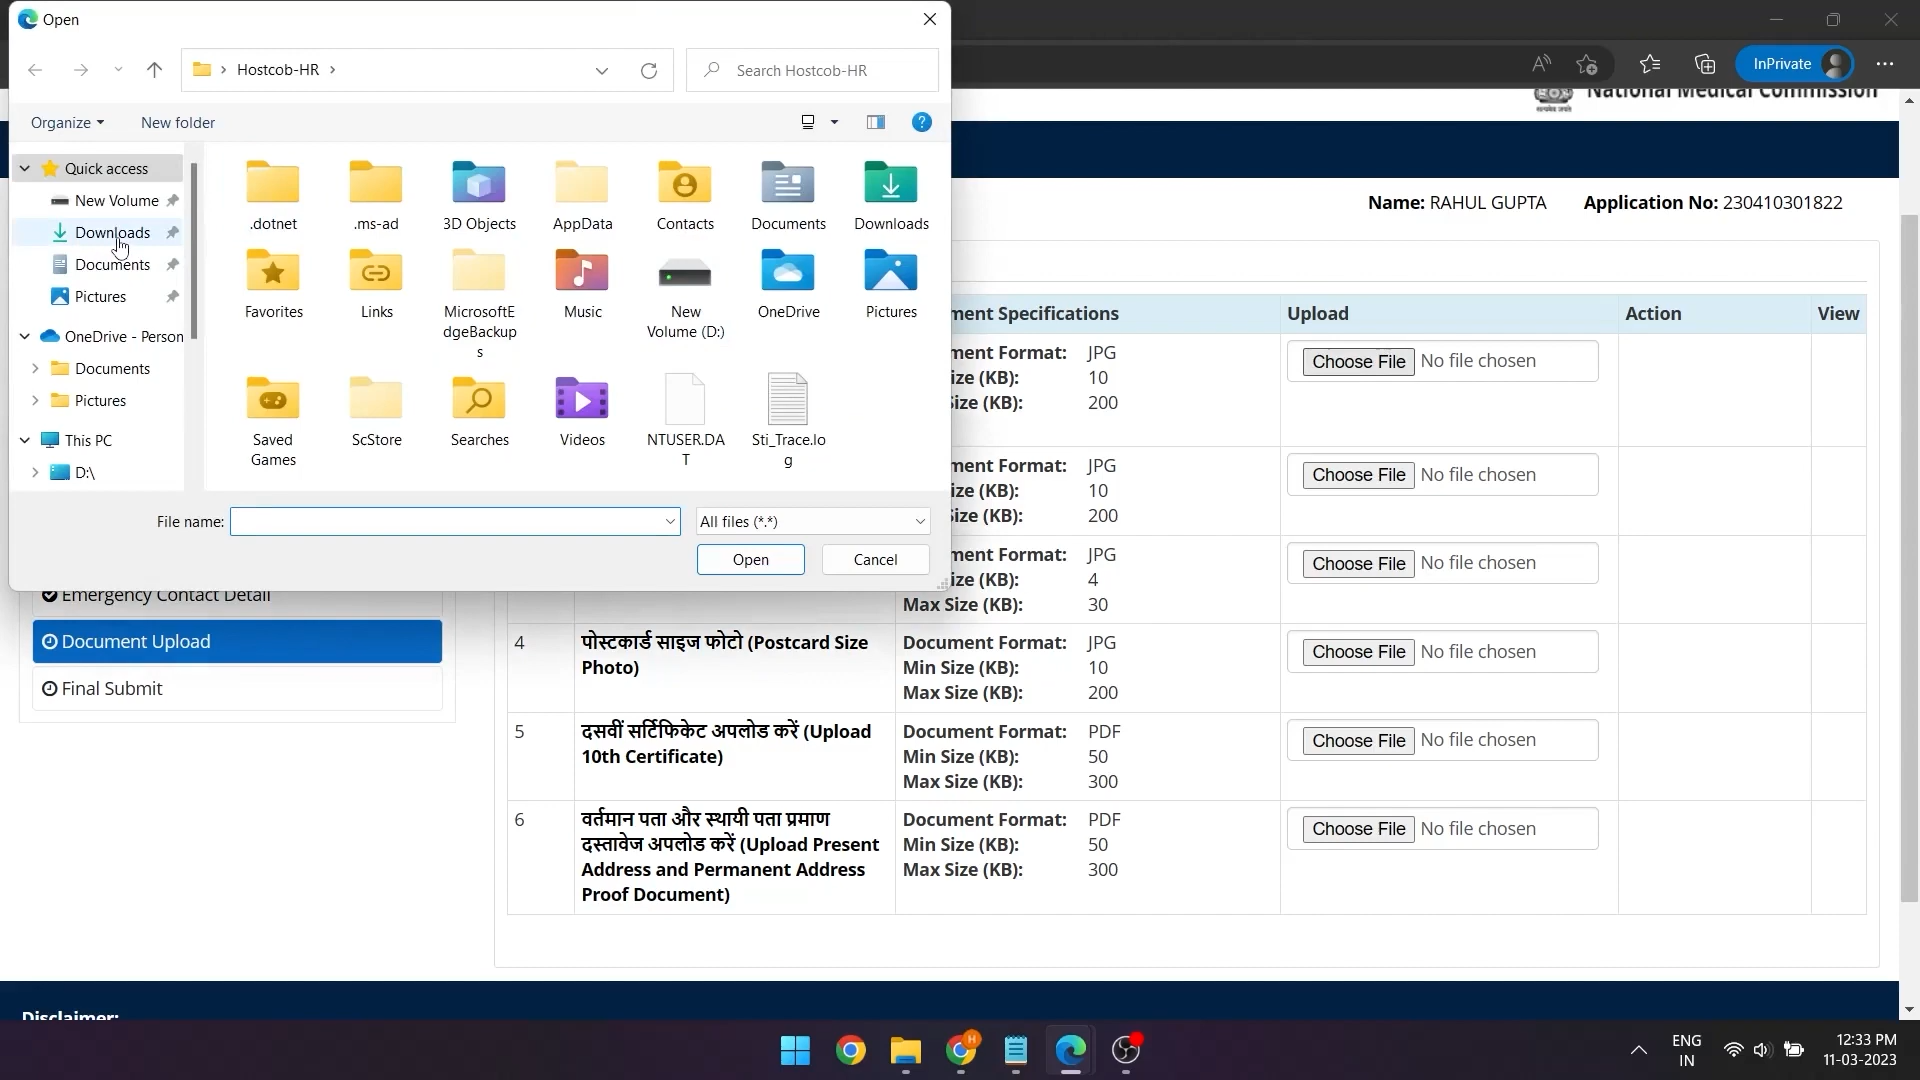 Open
Hostcob-HR
Search Hostcob-HR
InPrivate
National Medical Commission
Organize
New folder
Name: RAHUL GUPTA Application No: 230410301822
Quick access
New Volume
Downloads
Documents
Pictures
OneDrive - Person
Documents
Pictures
This PC
D:\
.dotnet
.ms-ad
3D Objects
AppData
Contacts
Documents
Downloads
Favorites
Links
MicrosoftE
dgeBackup
s
Music
New
Volume (D:)
OneDrive
Pictures
Saved
Games
ScStore
Searches
Videos
NTUSER.DA
T
Sti_Trace.lo
g
File name:
All files (*.*)
Open
Cancel
ment Specifications
Upload
Action
View
ment Format: JPG
ize (KB): 10
Size (KB): 200
Choose File No file chosen
ment Format: JPG
ize (KB): 10
Size (KB): 200
Choose File No file chosen
ment Format: JPG
ize (KB): 4
Max Size (KB): 30
Choose File No file chosen
Emergency Contact Detail
Document Upload
Final Submit
4
पोस्टकार्ड साइज फोटो (Postcard Size
Photo)
Document Format: JPG
Min Size (KB): 10
Max Size (KB): 200
Choose File No file chosen
5
दसवीं सर्टिफिकेट अपलोड करें (Upload
10th Certificate)
Document Format: PDF
Min Size (KB): 50
Max Size (KB): 300
Choose File No file chosen
6
वर्तमान पता और स्थायी पता प्रमाण
दस्तावेज अपलोड करें (Upload Present
Address and Permanent Address
Proof Document)
Document Format: PDF
Min Size (KB): 50
Max Size (KB): 300
Choose File No file chosen
Disclaimer:
H
ENG
IN
12:33 PM
11-03-2023